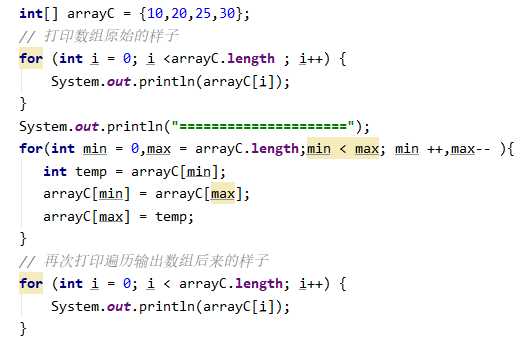 int[] arrayC = {10,20,25,30};
// 打印数组原始的样子
for (int i = 0; i <arrayC.length ; i++) {
    System.out.println(arrayC[i]);
}
System.out.println("=====================");
for(int min = 0,max = arrayC.length;min < max; min ++,max-- ){
   int temp = arrayC[min];
   arrayC[min] = arrayC[max];
   arrayC[max] = temp;
}
// 再次打印遍历输出数组后来的样子
for (int i = 0; i < arrayC.length; i++) {
    System.out.println(arrayC[i]);
}